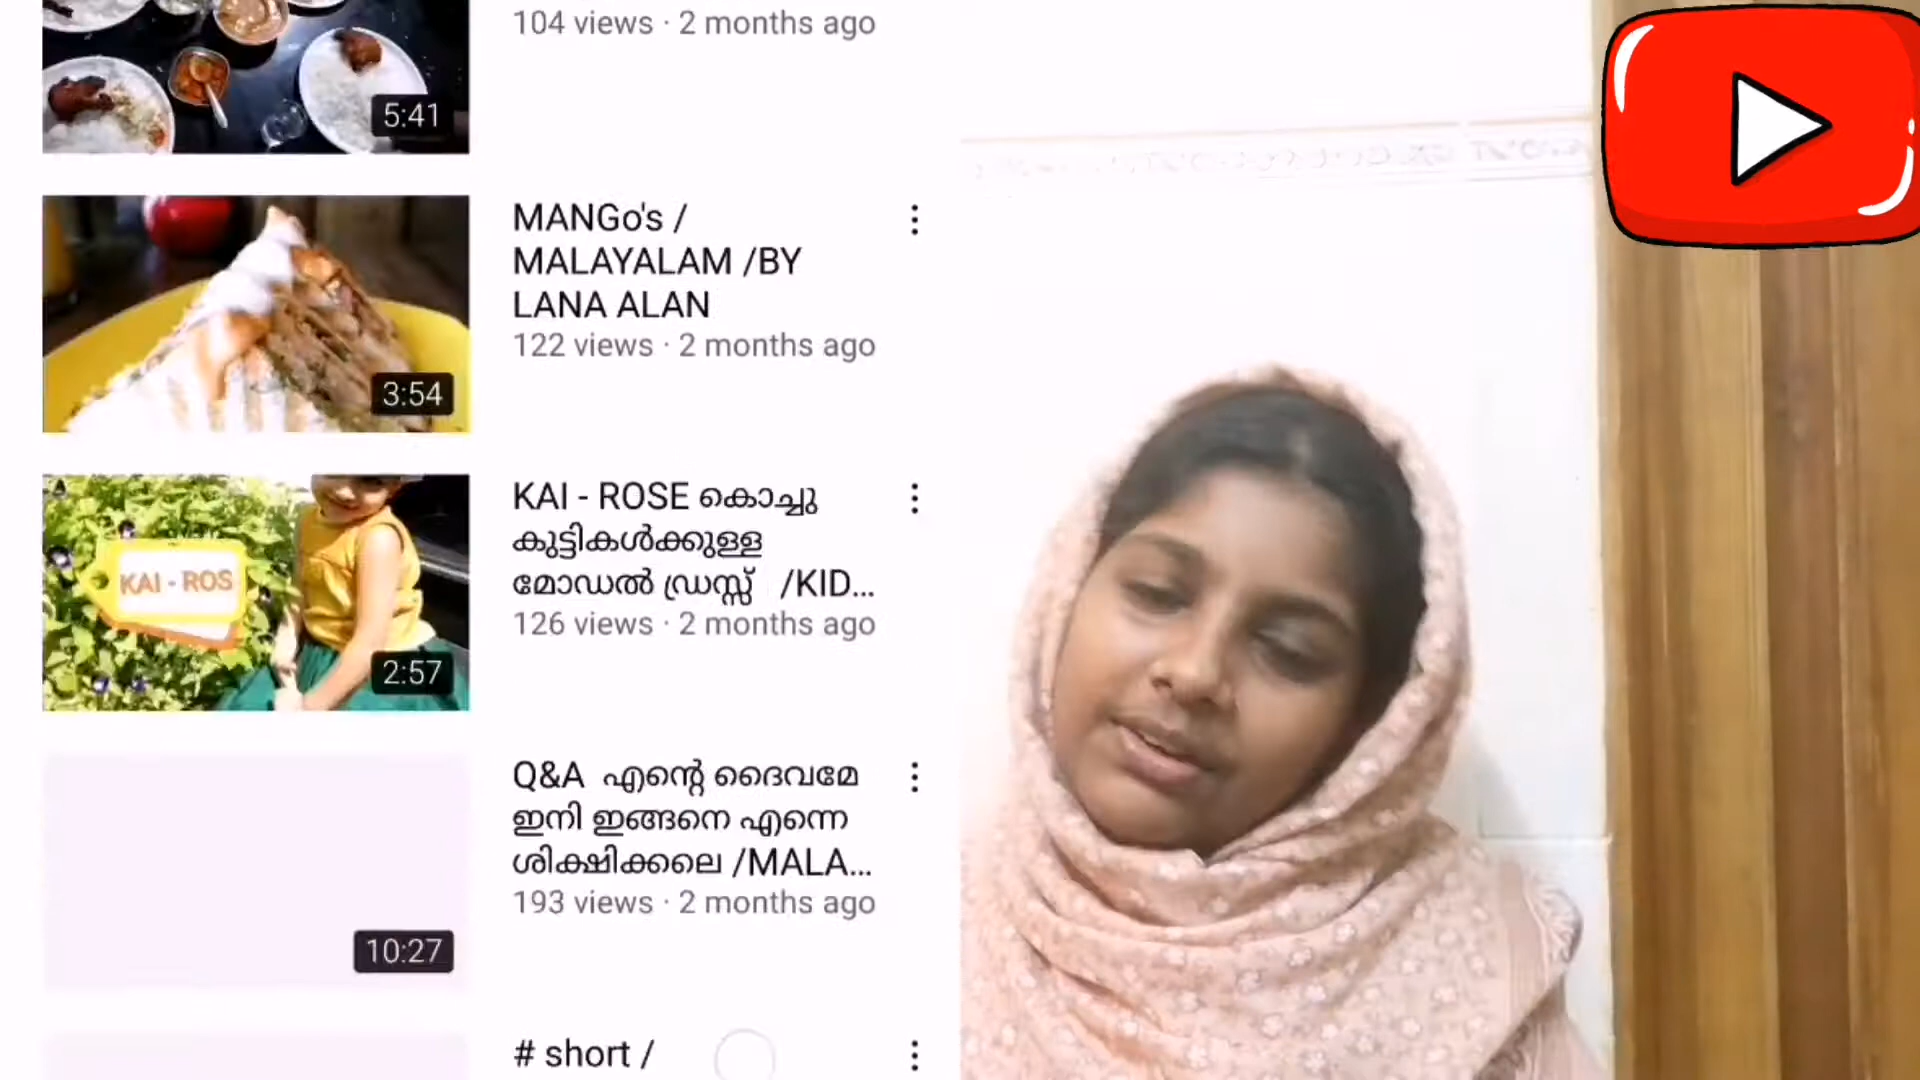 104 views · 2 months ago
5:41
MANGo's /
MALAYALAM /BY
LANA ALAN
122 views · 2 months ago
3:54
KAI - ROSE കൊച്ചു
കുട്ടികൾക്കുള്ള
മോഡൽ ഡ്രസ്സ് /KID...
126 views · 2 months ago
KAI - ROS
2:57
Q&A എന്റെ ദൈവമേ
ഇനി ഇങ്ങനെ എന്നെ
ശിക്ഷിക്കലെ /MALA...
193 views · 2 months ago
10:27
# short /